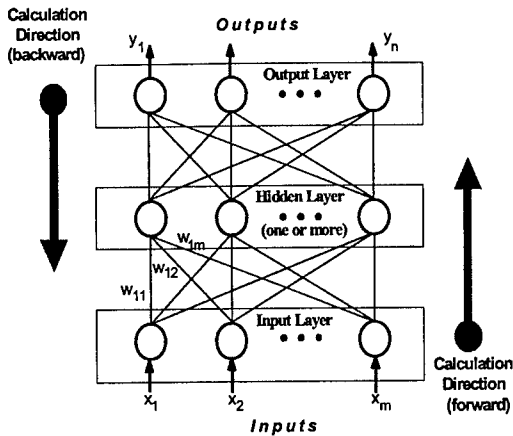 Calculation
Direction
(backward)
Outputs
y1
yn
Output Layer
• • •
Hidden Layer
• • •
(one or more)
w1m
w12
w11
Input Layer
• • •
Calculation
Direction
(forward)
x1
x2
xm
Inputs